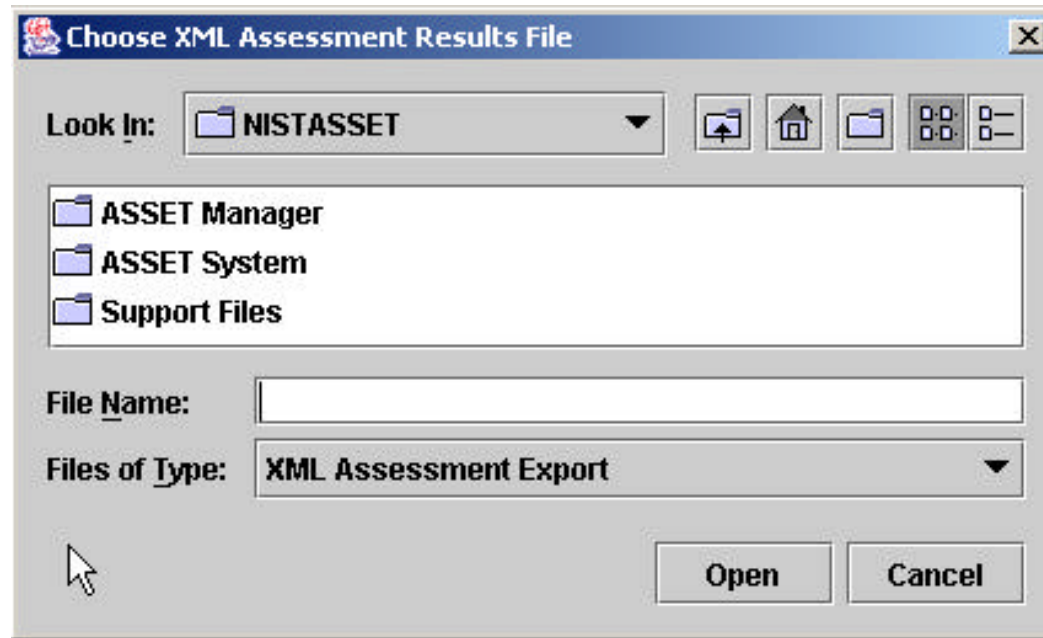 Choose XML Assessment Results File
Look In: NISTASSET
ASSET Manager
ASSET System
Support Files
File Name:
Files of Type: XML Assessment Export
Open Cancel